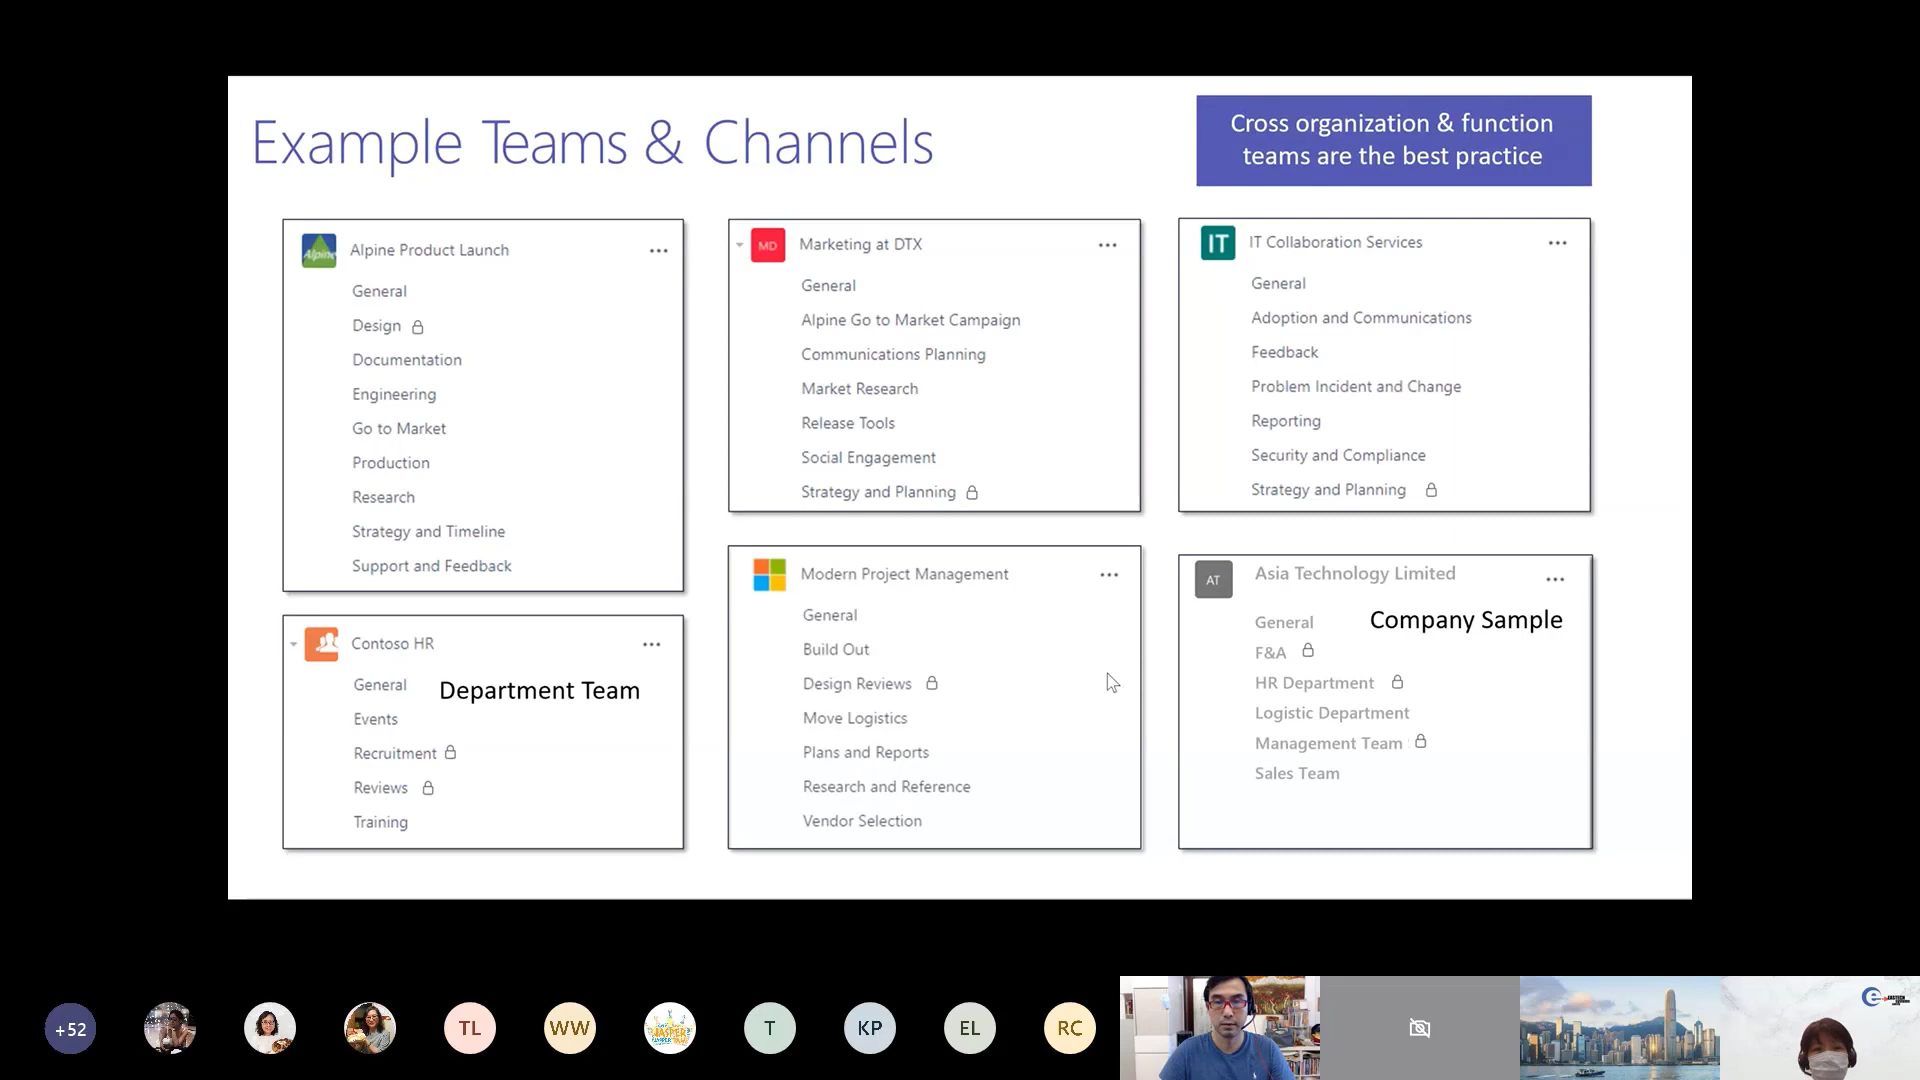 Example Teams & Channels
Cross organization & function
teams are the best practice
Alpine
Alpine Product Launch
General
Design
Documentation
Engineering
Go to Market
Production
Research
Strategy and Timeline
Support and Feedback
MD
Marketing at DTX
General
Alpine Go to Market Campaign
Communications Planning
Market Research
Release Tools
Social Engagement
Strategy and Planning
IT
IT Collaboration Services
General
Adoption and Communications
Feedback
Problem Incident and Change
Reporting
Security and Compliance
Strategy and Planning
Contoso HR
General
Department Team
Events
Recruitment
Reviews
Training
Modern Project Management
General
Build Out
Design Reviews
Move Logistics
Plans and Reports
Research and Reference
Vendor Selection
AT
Asia Technology Limited
General
Company Sample
F&A
HR Department
Logistic Department
Management Team
Sales Team
+52
TL
WW
JASPER
T
KP
EL
RC